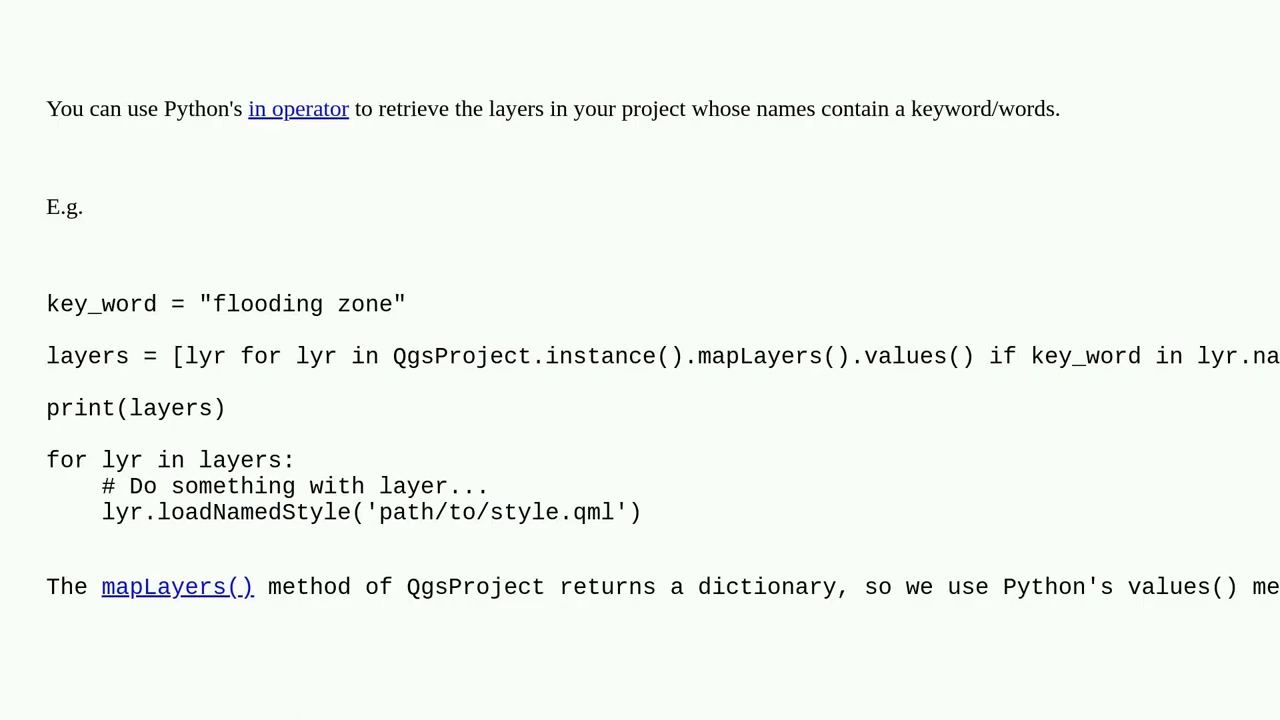 You can use Python's in operator to retrieve the layers in your project whose names contain a keyword/words.
E.g.
key_word = "flooding zone"
layers = [lyr for lyr in QgsProject.instance().mapLayers().values() if key_word in lyr.na
print(layers)
for lyr in layers:
    # Do something with layer...
    lyr.loadNamedStyle('path/to/style.qml')
The mapLayers() method of QgsProject returns a dictionary, so we use Python's values() me